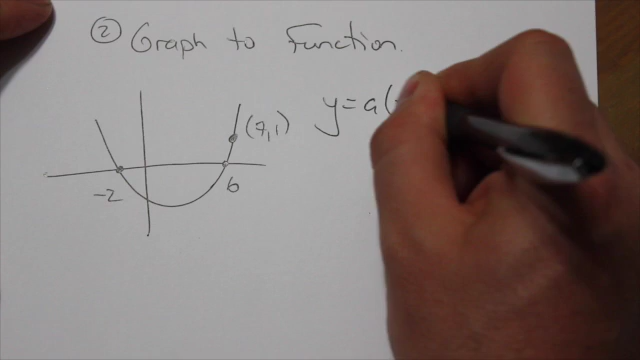 ② Graph to Function.
y=a(
(7,1)
-2
6